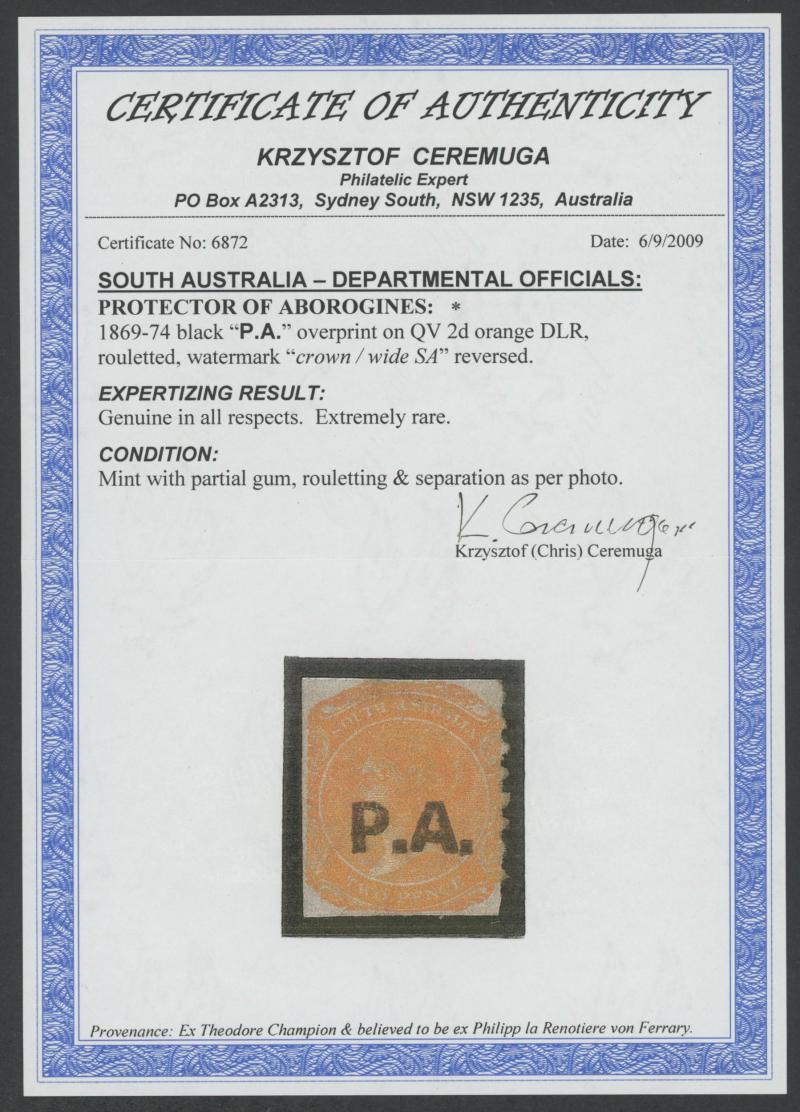 CERTIFICATE OF AUTHENTICITY
KRZYSZTOF CEREMUGA
Philatelic Expert
PO Box A2313, Sydney South, NSW 1235, Australia
Certificate No: 6872 Date: 6/9/2009
SOUTH AUSTRALIA – DEPARTMENTAL OFFICIALS:
PROTECTOR OF ABOROGINES: *
1869-74 black “P.A.” overprint on QV 2d orange DLR,
rouletted, watermark “crown / wide SA” reversed.
EXPERTIZING RESULT:
Genuine in all respects. Extremely rare.
CONDITION:
Mint with partial gum, rouletting & separation as per photo.
K. Ceremuga
Krzysztof (Chris) Ceremuga
SOUTH AUSTRALIA
P.A.
TWO PENCE
Provenance: Ex Theodore Champion & believed to be ex Philipp la Renotiere von Ferrary.